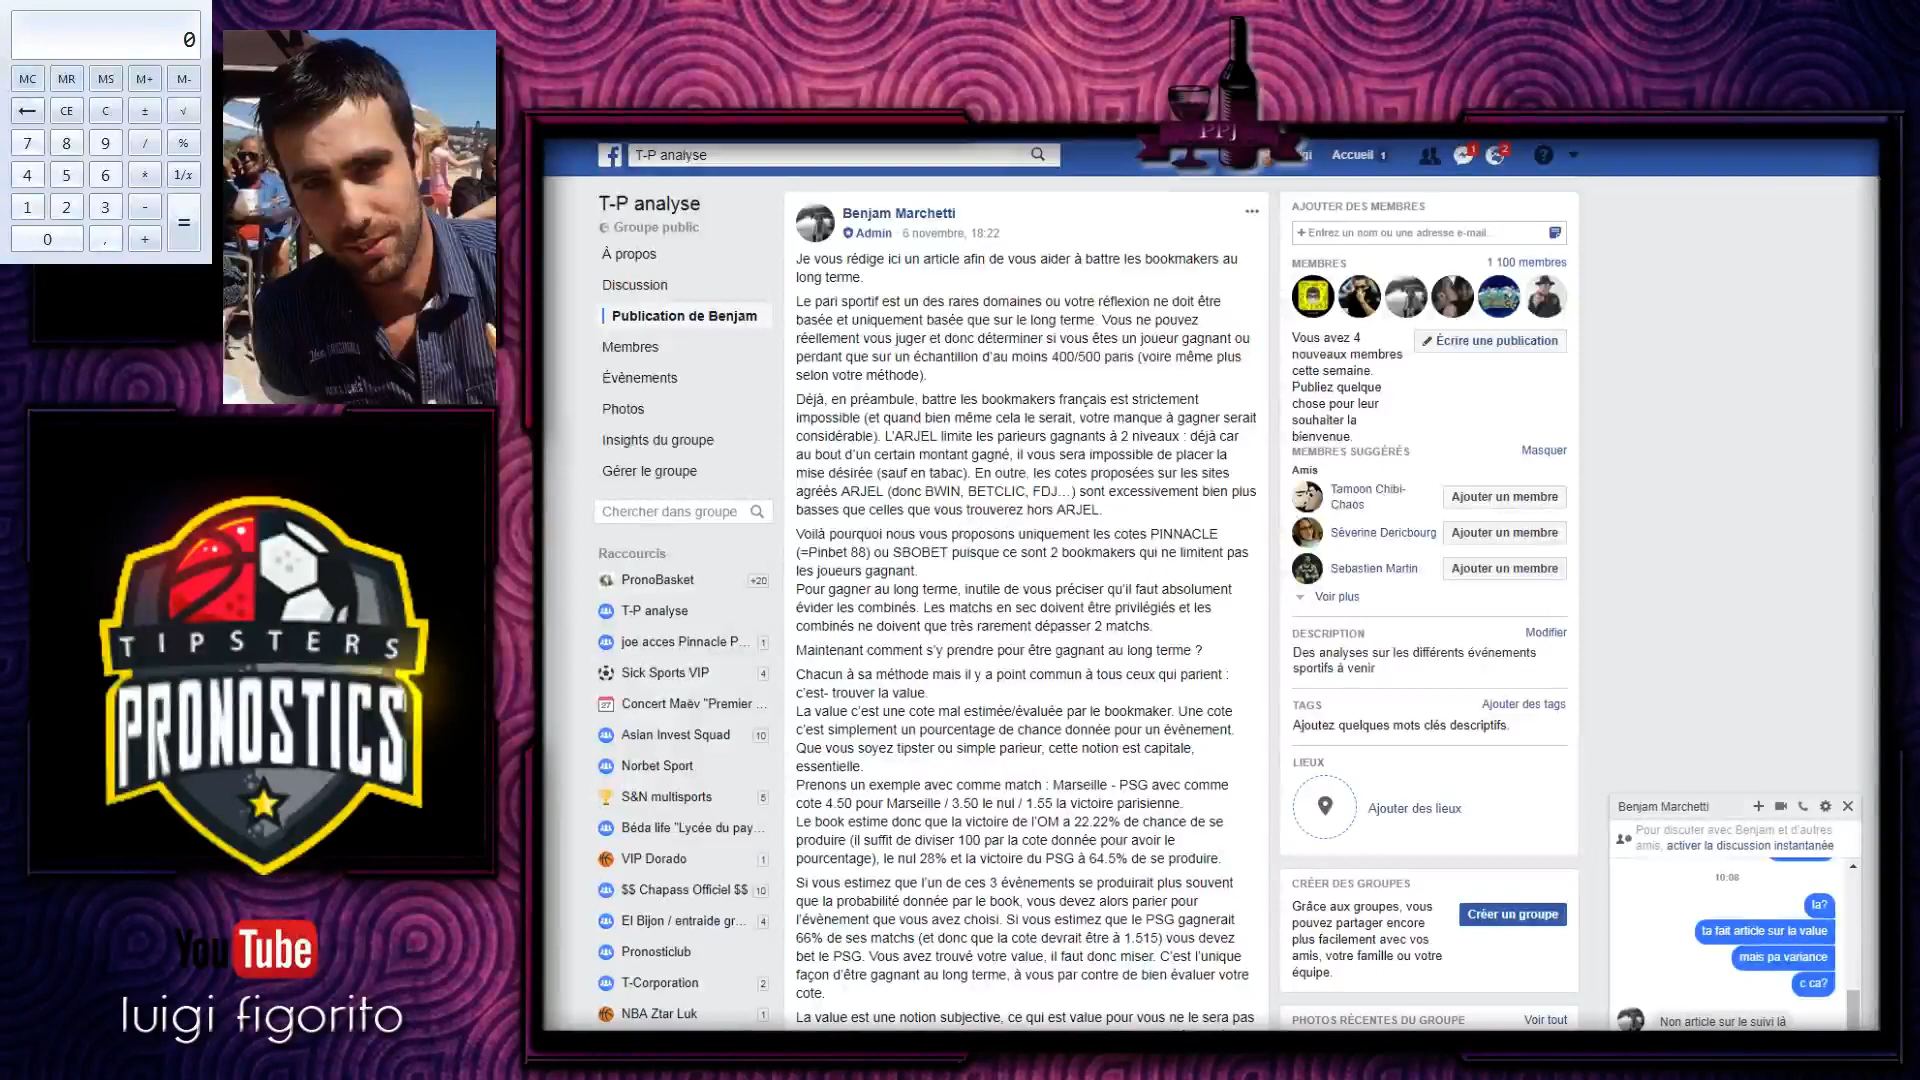 0
MC MR MS M+ M-
← CE C ± √
7 8 9 / %
4 5 6 * 1/x
1 2 3 - =
0 , +
TIPSTERS
PRONOSTICS
YouTube
luigi figorito
PPJ
T-P analyse
gi Accueil 1
1 2
T-P analyse
Groupe public
À propos
Discussion
Publication de Benjam
Membres
Évènements
Photos
Insights du groupe
Gérer le groupe
Chercher dans groupe
Raccourcis
PronoBasket +20
T-P analyse
joe acces Pinnacle P... 1
Sick Sports VIP 4
27 Concert Maëv "Premier ...
Asian Invest Squad 10
Norbet Sport
S&N multisports 5
Béda life "Lycée du pay...
VIP Dorado 1
$$ Chapass Officiel $$ 10
El Bijon / entraide gr... 4
Pronosticlub
T-Corporation 2
NBA Ztar Luk 1
Benjam Marchetti
Admin · 6 novembre, 18:22
Je vous rédige ici un article afin de vous aider à battre les bookmakers au
long terme.
Le pari sportif est un des rares domaines ou votre réflexion ne doit être
basée et uniquement basée que sur le long terme. Vous ne pouvez
réellement vous juger et donc déterminer si vous êtes un joueur gagnant ou
perdant que sur un échantillon d'au moins 400/500 paris (voire même plus
selon votre méthode).
Déjà, en préambule, battre les bookmakers français est strictement
impossible (et quand bien même cela le serait, votre manque à gagner serait
considérable). L'ARJEL limite les parieurs gagnants à 2 niveaux : déjà car
au bout d'un certain montant gagné, il vous sera impossible de placer la
mise désirée (sauf en tabac). En outre, les cotes proposées sur les sites
agréés ARJEL (donc BWIN, BETCLIC, FDJ...) sont excessivement bien plus
basses que celles que vous trouverez hors ARJEL.
Voilà pourquoi nous vous proposons uniquement les cotes PINNACLE
(=Pinbet 88) ou SBOBET puisque ce sont 2 bookmakers qui ne limitent pas
les joueurs gagnant.
Pour gagner au long terme, inutile de vous préciser qu'il faut absolument
évider les combinés. Les matchs en sec doivent être privilégiés et les
combinés ne doivent que très rarement dépasser 2 matchs.
Maintenant comment s'y prendre pour être gagnant au long terme ?
Chacun à sa méthode mais il y a point commun à tous ceux qui parient :
c'est- trouver la value.
La value c'est une cote mal estimée/évaluée par le bookmaker. Une cote
c'est simplement un pourcentage de chance donnée pour un évènement.
Que vous soyez tipster ou simple parieur, cette notion est capitale,
essentielle.
Prenons un exemple avec comme match : Marseille - PSG avec comme
cote 4.50 pour Marseille / 3.50 le nul / 1.55 la victoire parisienne.
Le book estime donc que la victoire de l'OM a 22.22% de chance de se
produire (il suffit de diviser 100 par la cote donnée pour avoir le
pourcentage), le nul 28% et la victoire du PSG à 64.5% de se produire.
Si vous estimez que l'un de ces 3 évènements se produirait plus souvent
que la probabilité donnée par le book, vous devez alors parier pour
l'évènement que vous avez choisi. Si vous estimez que le PSG gagnerait
66% de ses matchs (et donc que la cote devrait être à 1.515) vous devez
bet le PSG. Vous avez trouvé votre value, il faut donc miser. C'est l'unique
façon d'être gagnant au long terme, à vous par contre de bien évaluer votre
cote.
La value est une notion subjective, ce qui est value pour vous ne le sera pas
AJOUTER DES MEMBRES
+ Entrez un nom ou une adresse e-mail...
MEMBRES 1 100 membres
Vous avez 4
nouveaux membres
cette semaine.
Publiez quelque
chose pour leur
souhaiter la
bienvenue.
Écrire une publication
MEMBRES SUGGÉRÉS Masquer
Amis
Tamoon Chibi-
Chaos
Ajouter un membre
Séverine Dericbourg Ajouter un membre
Sebastien Martin Ajouter un membre
Voir plus
DESCRIPTION Modifier
Des analyses sur les différents événements
sportifs à venir
TAGS Ajouter des tags
Ajoutez quelques mots clés descriptifs.
LIEUX
Ajouter des lieux
CRÉER DES GROUPES
Grâce aux groupes, vous
pouvez partager encore
plus facilement avec vos
amis, votre famille ou votre
équipe.
Créer un groupe
PHOTOS RÉCENTES DU GROUPE Voir tout
Benjam Marchetti
Pour discuter avec Benjam et d'autres
amis, activer la discussion instantanée
10:08
la?
ta fait article sur la value
mais pa variance
c ca?
Non article sur le suivi là